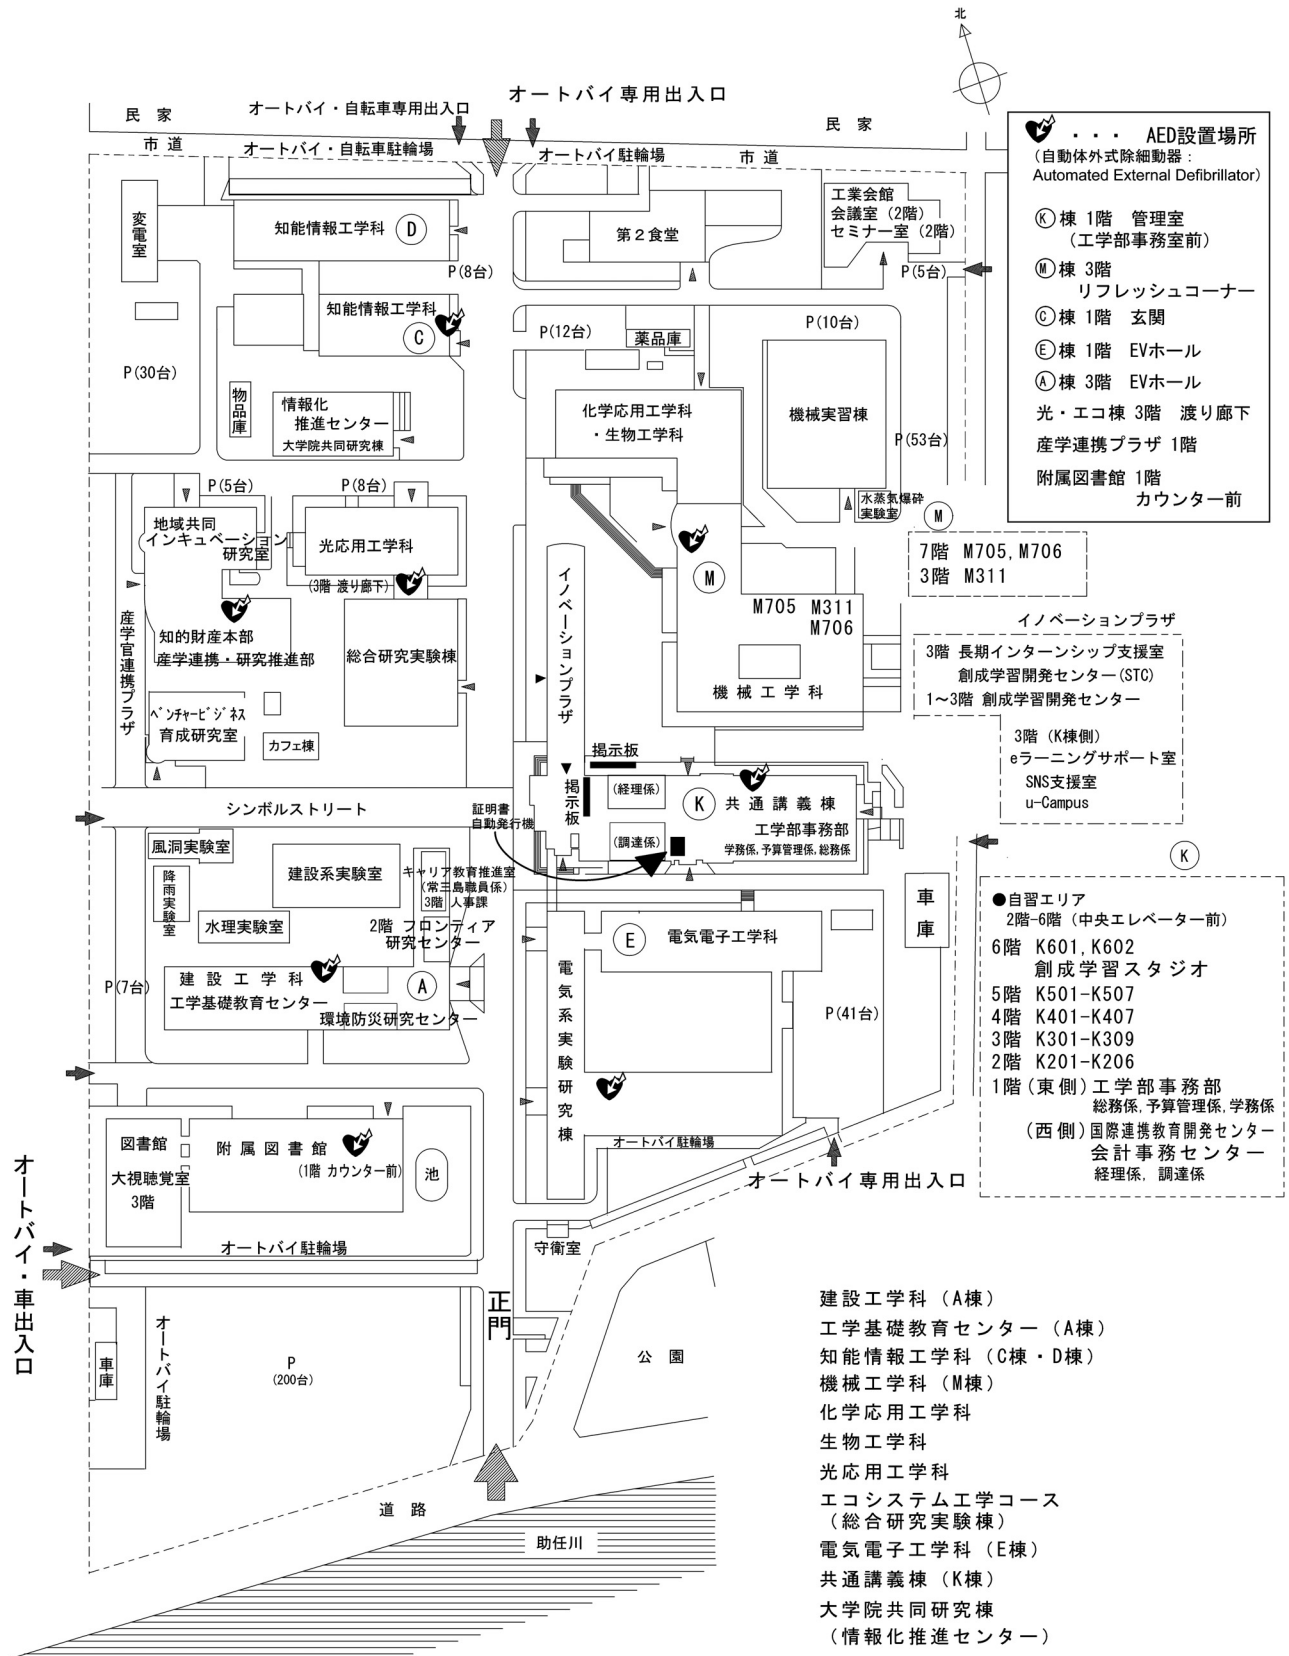 北
オートバイ専用出入口
オートバイ・自転車専用出入口
民 家
民 家
市 道
オートバイ・自転車駐輪場
オートバイ駐輪場
市 道
・・・ AED設置場所
(自動体外式除細動器:
Automated External Defibrillator)
Ⓚ棟 1階 管理室
(工学部事務室前)
Ⓜ棟 3階
リフレッシュコーナー
Ⓒ棟 1階 玄関
Ⓔ棟 1階 EVホール
Ⓐ棟 3階 EVホール
光・エコ棟 3階 渡り廊下
産学連携プラザ 1階
附属図書館 1階
カウンター前
変電室
知能情報工学科 Ⓓ
P(8台)
第2食堂
工業会館
会議室(2階)
セミナー室(2階)
P(5台)
知能情報工学科
Ⓒ
P(30台)
P(12台)
薬品庫
P(10台)
物品庫
情報化
推進センター
大学院共同研究棟
化学応用工学科
・生物工学科
機械実習棟
P(53台)
水蒸気爆砕
実験室
P(5台)
P(8台)
地域共同
インキュベーション
研究室
光応用工学科
(3階 渡り廊下)
Ⓜ
Ⓜ
7階 M705,M706
3階 M311
M705 M311
M706
機械工学科
イノベーションプラザ
産学官連携プラザ
知的財産本部
産学連携・研究推進部
総合研究実験棟
ベンチャービジネス
育成研究室
カフェ棟
イノベーションプラザ
3階 長期インターンシップ支援室
創成学習開発センター(STC)
1~3階 創成学習開発センター
3階(K棟側)
eラーニングサポート室
SNS支援室
u-Campus
掲示板
掲示板
(経理係)
Ⓚ 共通講義棟
(調達係)
工学部事務部
学務係,予算管理係,総務係
シンボルストリート
証明書
自動発行機
風洞実験室
降雨実験室
建設系実験室
水理実験室
キャリア教育推進室
(常三島職員係)
3階 人事課
2階 フロンティア
研究センター
車庫
Ⓚ
●自習エリア
2階-6階(中央エレベーター前)
6階 K601,K602
創成学習スタジオ
5階 K501-K507
4階 K401-K407
3階 K301-K309
2階 K201-K206
1階(東側)工学部事務部
総務係,予算管理係,学務係
(西側)国際連携教育開発センター
会計事務センター
経理係, 調達係
Ⓔ 電気電子工学科
電気系実験研究棟
P(7台)
建設工学科
工学基礎教育センター
Ⓐ
環境防災研究センター
P(41台)
オートバイ駐輪場
オートバイ専用出入口
図書館
大視聴覚室
3階
附属図書館
(1階 カウンター前)
池
オートバイ駐輪場
守衛室
オートバイ・車出入口
正門
車庫
オートバイ駐輪場
P
(200台)
公 園
道 路
助任川
建設工学科(A棟)
工学基礎教育センター(A棟)
知能情報工学科(C棟・D棟)
機械工学科(M棟)
化学応用工学科
生物工学科
光応用工学科
エコシステム工学コース
(総合研究実験棟)
電気電子工学科(E棟)
共通講義棟(K棟)
大学院共同研究棟
(情報化推進センター)